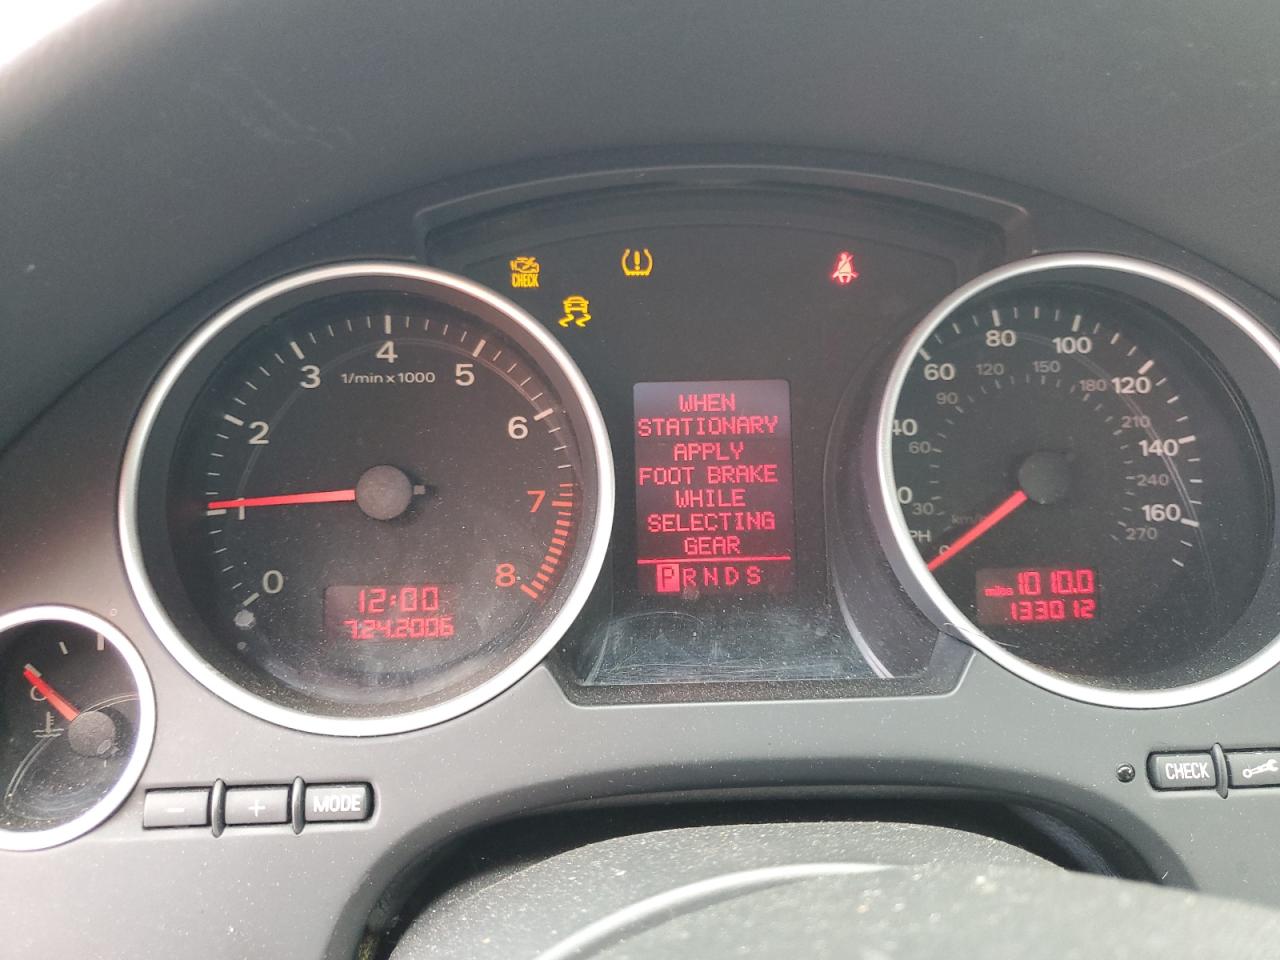 CHECK
0
1
2
3
4
5
6
7
8
1/min x 1000
12:00
7.24.2006
WHEN
STATIONARY
APPLY
FOOT BRAKE
WHILE
SELECTING
GEAR
P R N D S
40
60
80
100
120
140
160
30
60
90
120
150
180
210
240
270
km/h
miles 1010.0
133012
C
- + MODE
CHECK